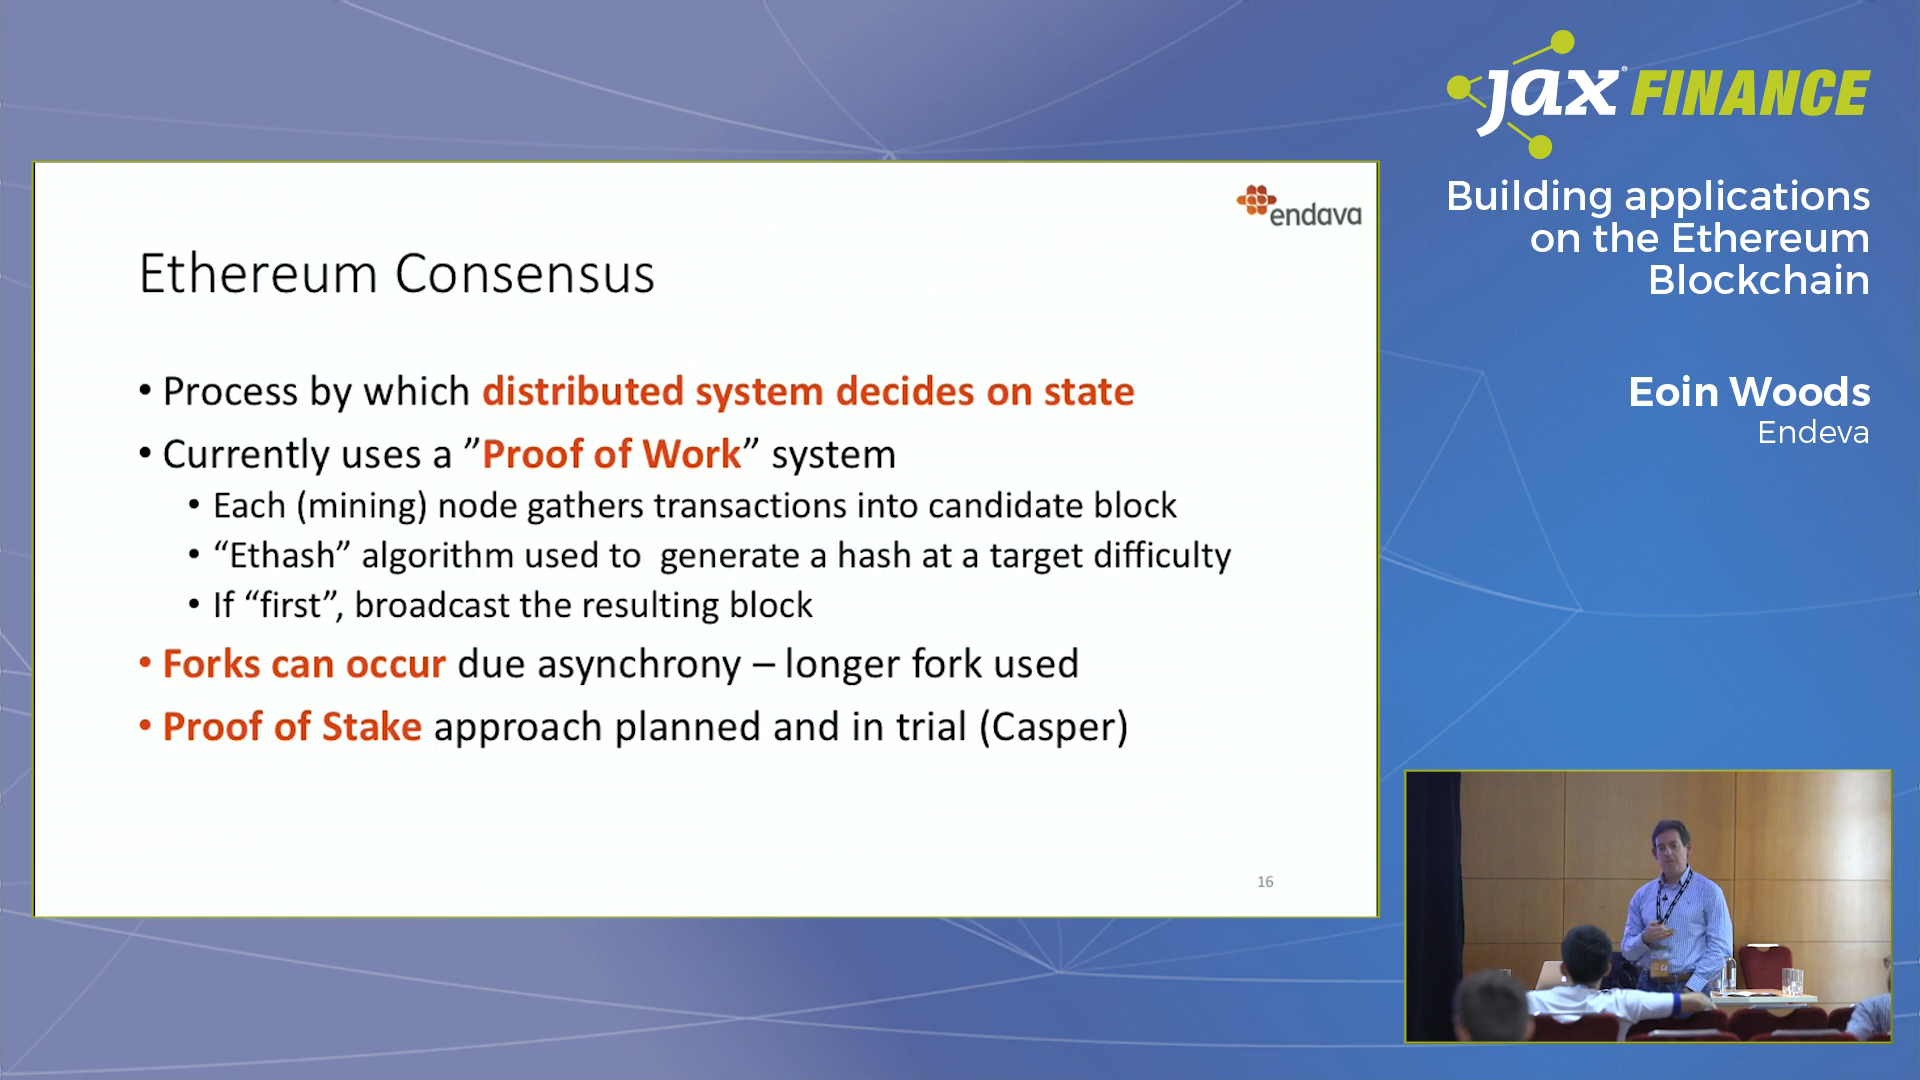 endava
Ethereum Consensus
• Process by which distributed system decides on state
• Currently uses a ”Proof of Work” system
• Each (mining) node gathers transactions into candidate block
• “Ethash” algorithm used to  generate a hash at a target difficulty
• If “first”, broadcast the resulting block
• Forks can occur due asynchrony – longer fork used
• Proof of Stake approach planned and in trial (Casper)
16
jax® FINANCE
Building applications
on the Ethereum
Blockchain
Eoin Woods
Endeva